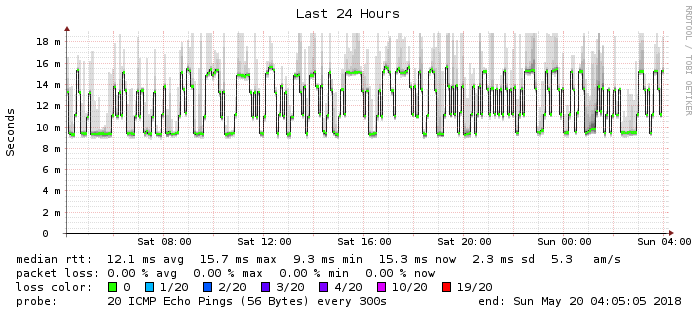 Last 24 Hours
RRDTOOL / TOBI OETIKER
Seconds
18 m
16 m
14 m
12 m
10 m
8 m
6 m
4 m
2 m
0
Sat 08:00 Sat 12:00 Sat 16:00 Sat 20:00 Sun 00:00 Sun 04:00
median rtt: 12.1 ms avg 15.7 ms max 9.3 ms min 15.3 ms now 2.3 ms sd 5.3 am/s
packet loss: 0.00 % avg 0.00 % max 0.00 % min 0.00 % now
loss color: 0 1/20 2/20 3/20 4/20 10/20 19/20
probe: 20 ICMP Echo Pings (56 Bytes) every 300s end: Sun May 20 04:05:05 2018